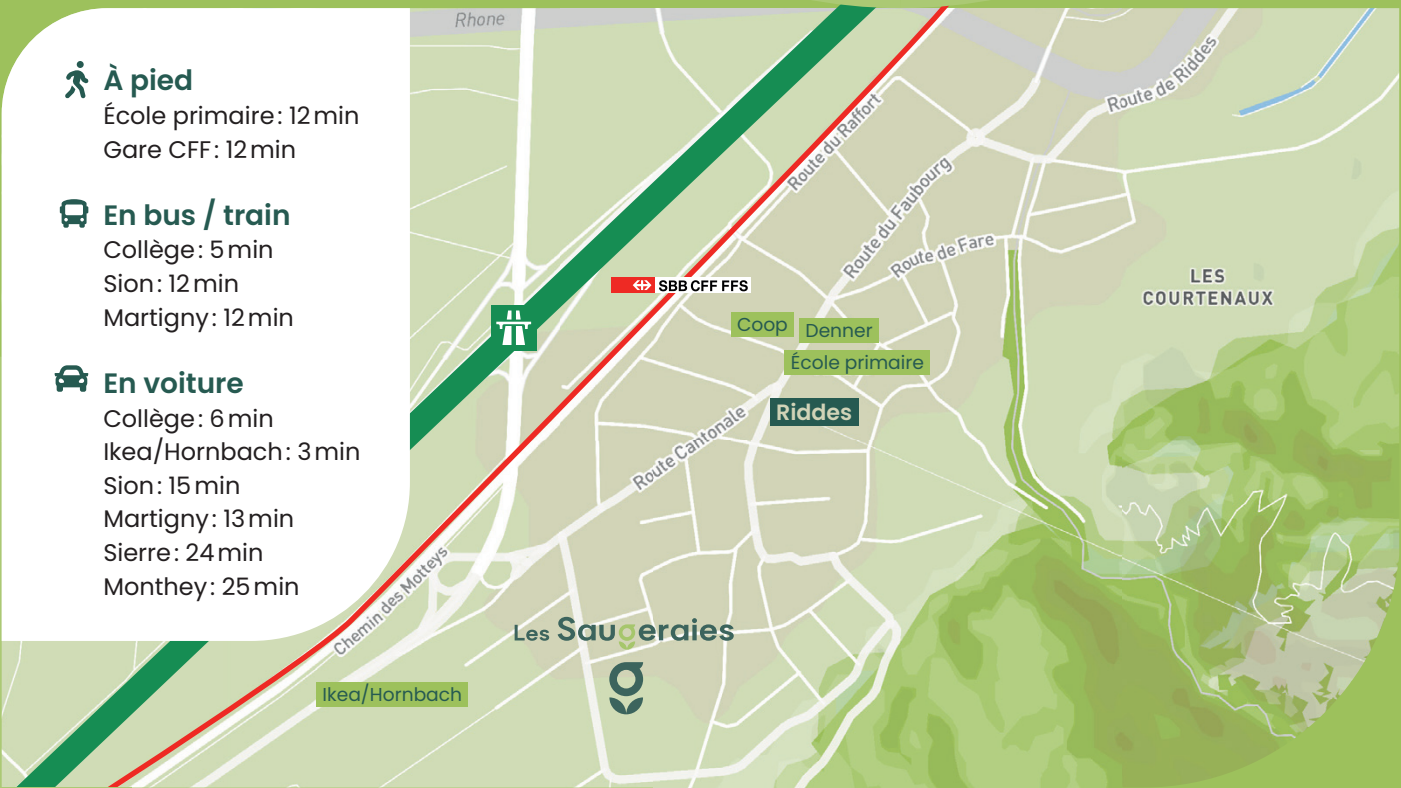 À pied
École primaire: 12 min
Gare CFF: 12 min
En bus / train
Collège: 5 min
Sion: 12 min
Martigny: 12 min
En voiture
Collège: 6 min
Ikea/Hornbach: 3 min
Sion: 15 min
Martigny: 13 min
Sierre: 24 min
Monthey: 25 min
Rhone
Route de Riddes
Route du Raffort
Route du Faubourg
Route de Fare
LES
COURTENAUX
SBB CFF FFS
Coop
Denner
École primaire
Riddes
Route Cantonale
Chemin des Motteys
Les Saugeraies
g
Ikea/Hornbach